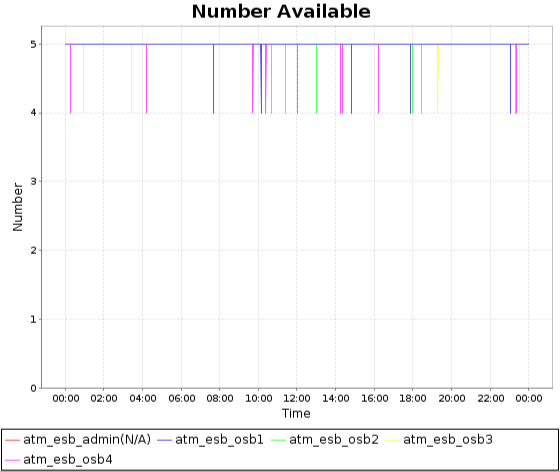 Number Available
5
4
3
2
1
0
Number
00:00 02:00 04:00 06:00 08:00 10:00 12:00 14:00 16:00 18:00 20:00 22:00 00:00
Time
atm_esb_admin(N/A) atm_esb_osb1 atm_esb_osb2 atm_esb_osb3
atm_esb_osb4